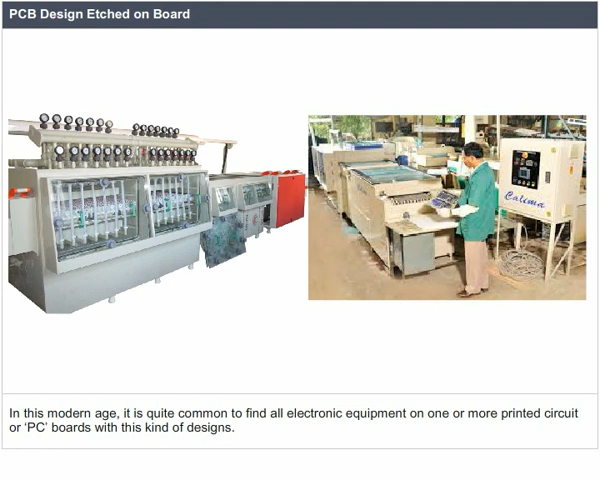 PCB Design Etched on Board
Calima
In this modern age, it is quite common to find all electronic equipment on one or more printed circuit
or ‘PC’ boards with this kind of designs.